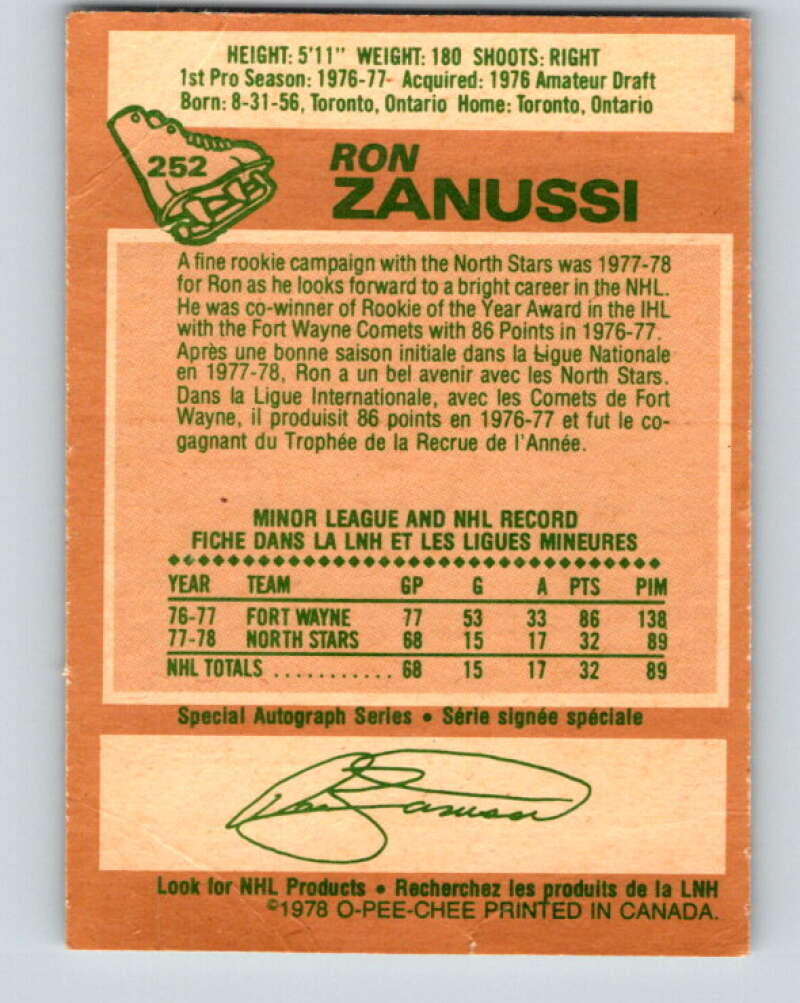 HEIGHT: 5'11" WEIGHT: 180 SHOOTS: RIGHT
1st Pro Season: 1976-77- Acquired: 1976 Amateur Draft
Born: 8-31-56, Toronto, Ontario Home: Toronto, Ontario
252
RON
ZANUSSI
A fine rookie campaign with the North Stars was 1977-78
for Ron as he looks forward to a bright career in the NHL.
He was co-winner of Rookie of the Year Award in the IHL
with the Fort Wayne Comets with 86 Points in 1976-77.
Après une bonne saison initiale dans la Ligue Nationale
en 1977-78, Ron a un bel avenir avec les North Stars.
Dans la Ligue Internationale, avec les Comets de Fort
Wayne, il produisit 86 points en 1976-77 et fut le co-
gagnant du Trophée de la Recrue de l'Année.
MINOR LEAGUE AND NHL RECORD
FICHE DANS LA LNH ET LES LIGUES MINEURES
YEAR TEAM GP G A PTS PIM
76-77 FORT WAYNE 77 53 33 86 138
77-78 NORTH STARS 68 15 17 32 89
NHL TOTALS ........... 68 15 17 32 89
Special Autograph Series • Série signée spéciale
Ron Zanussi
Look for NHL Products • Recherchez les produits de la LNH
©1978 O-PEE-CHEE PRINTED IN CANADA.